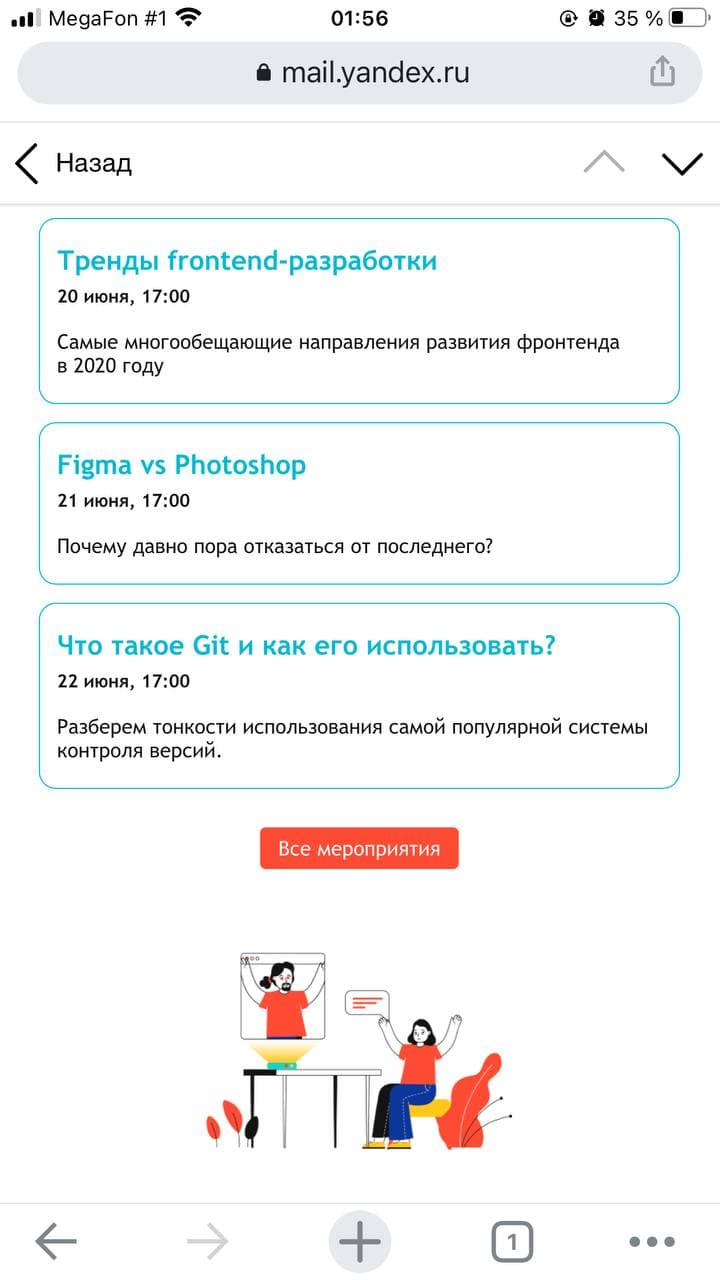 MegaFon #1 01:56 35 %
mail.yandex.ru
Назад
Тренды frontend-разработки
20 июня, 17:00
Самые многообещающие направления развития фронтенда
в 2020 году
Figma vs Photoshop
21 июня, 17:00
Почему давно пора отказаться от последнего?
Что такое Git и как его использовать?
22 июня, 17:00
Разберем тонкости использования самой популярной системы
контроля версий.
Все мероприятия
1